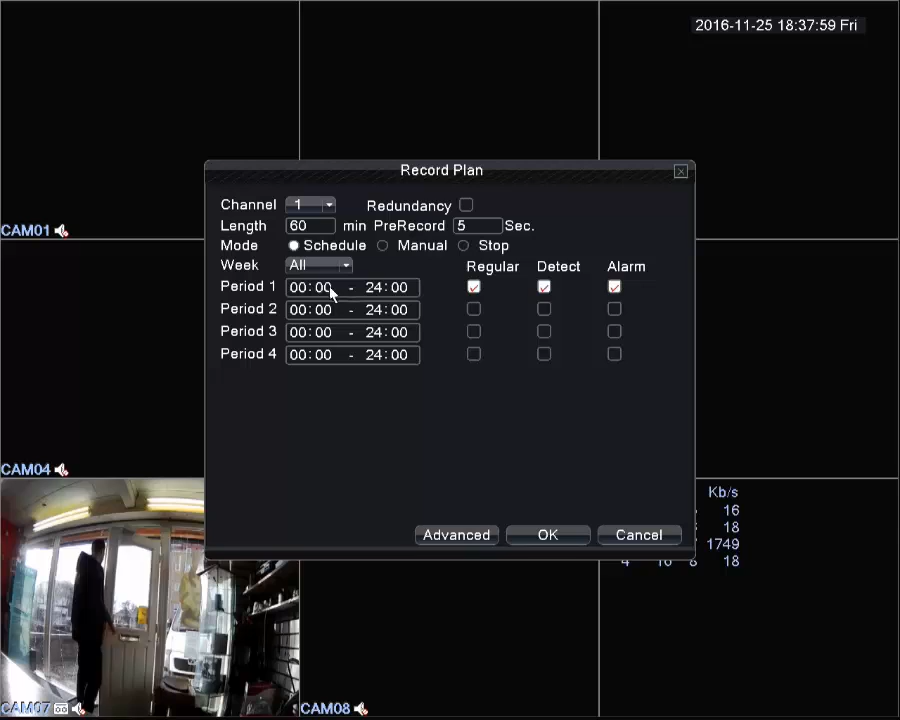 2016-11-25 18:37:59 Fri
Record Plan
Channel 1 Redundancy
Length 60 min PreRecord 5 Sec.
Mode Schedule Manual Stop
Week All Regular Detect Alarm
Period 1 00:00 - 24:00
Period 2 00:00 - 24:00
Period 3 00:00 - 24:00
Period 4 00:00 - 24:00
Advanced OK Cancel
CAM01
CAM04
Kb/s
16
18
1749
18
CAM07
CAM08